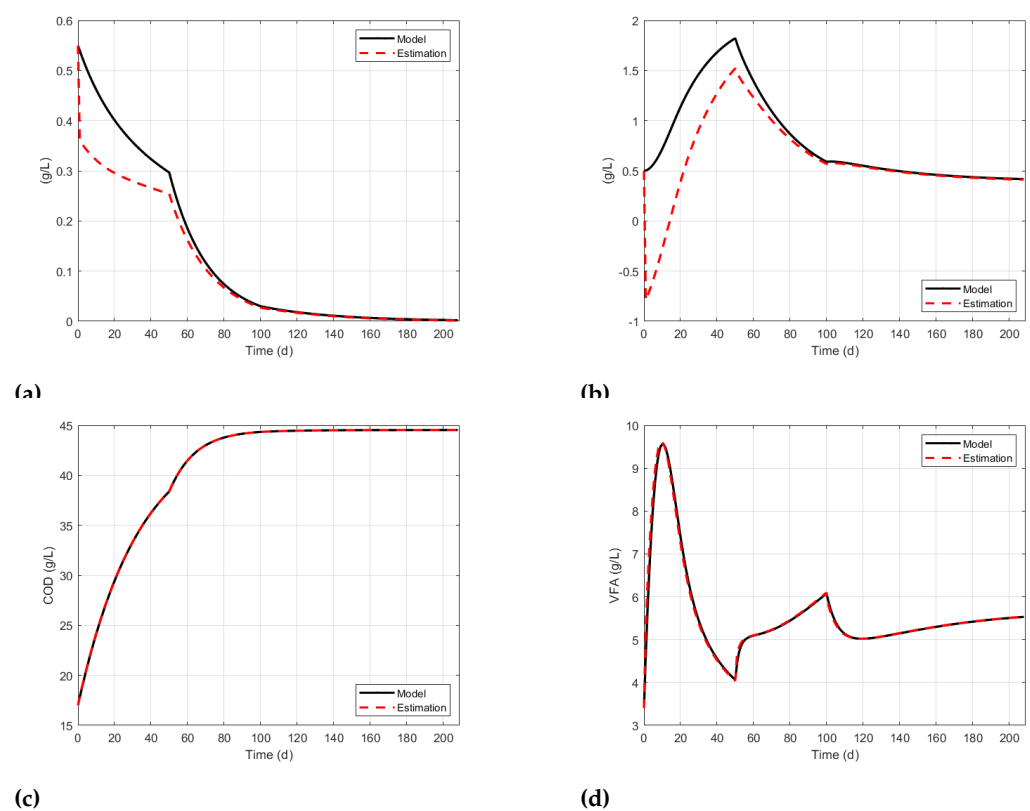 0.6
0.5
0.4
0.3
0.2
0.1
0
(g/L)
0 20 40 60 80 100 120 140 160 180 200
Time (d)
Model
Estimation
(a)
2
1.5
1
0.5
0
-0.5
-1
(g/L)
0 20 40 60 80 100 120 140 160 180 200
Time (d)
Model
Estimation
(b)
45
40
35
30
25
20
15
COD (g/L)
0 20 40 60 80 100 120 140 160 180 200
Time (d)
Model
Estimation
(c)
10
9
8
7
6
5
4
3
VFA (g/L)
0 20 40 60 80 100 120 140 160 180 200
Time (d)
Model
Estimation
(d)